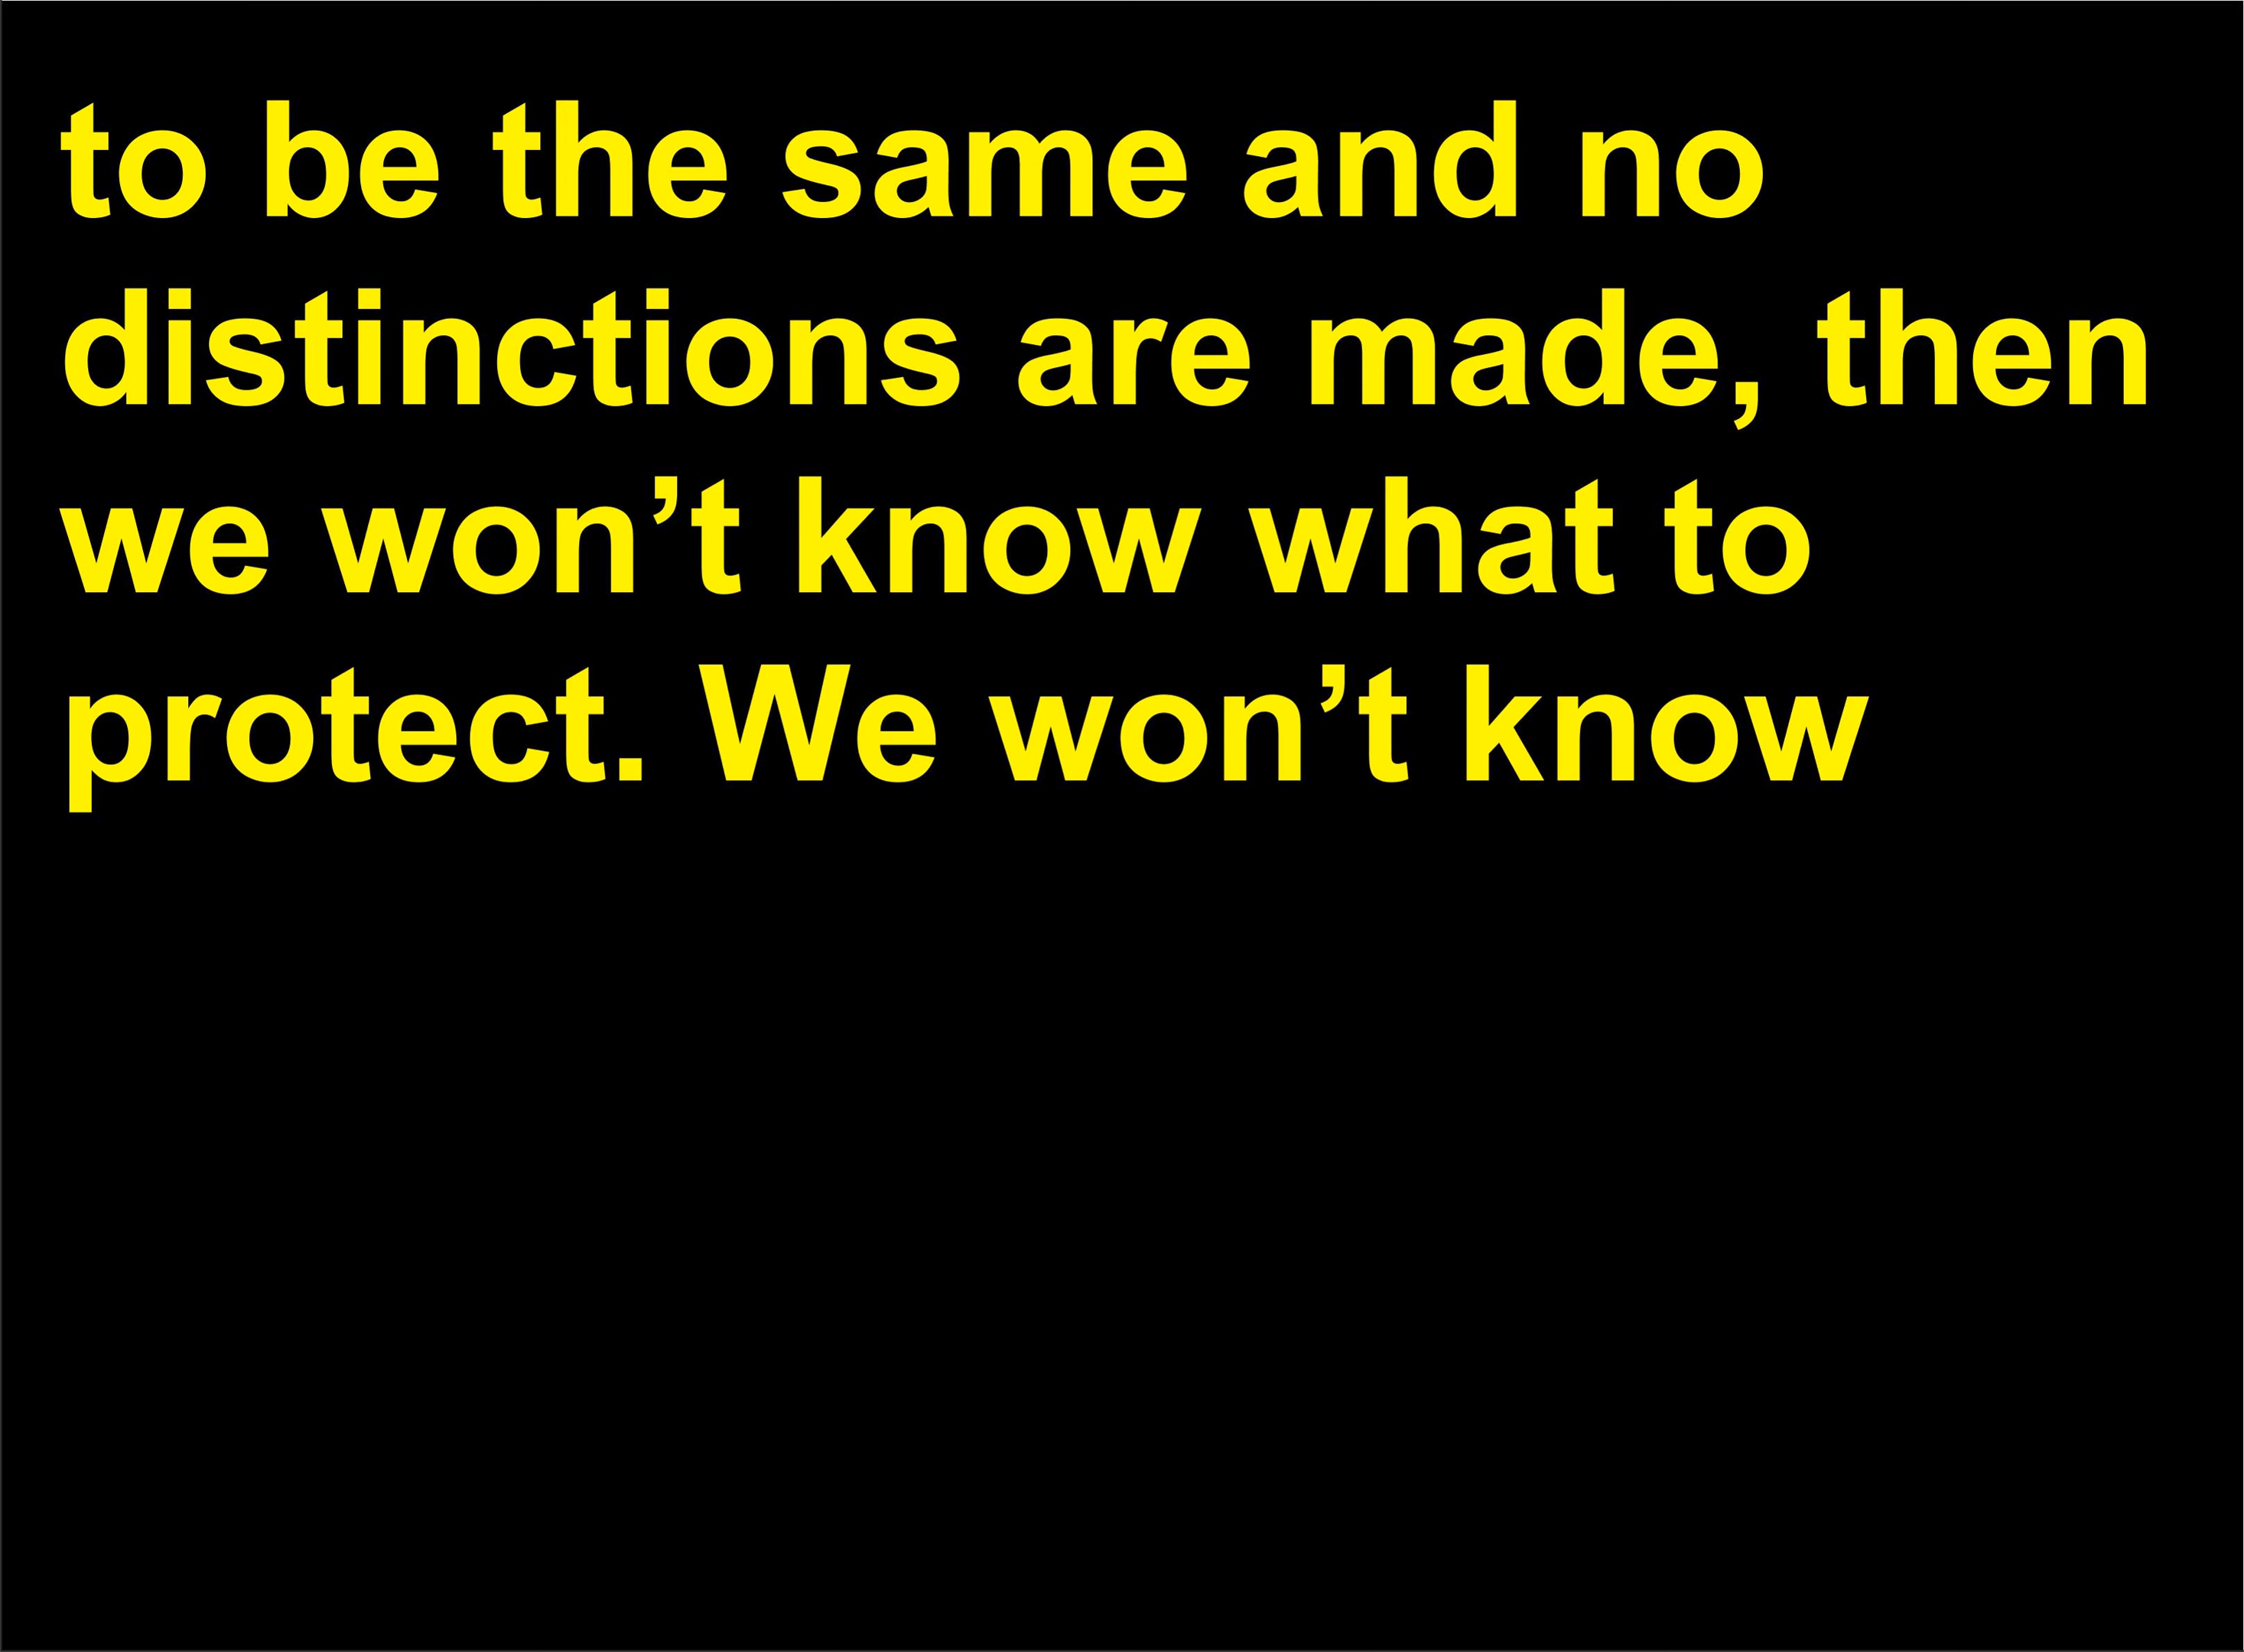 to be the same and no
distinctions are made, then
we won’t know what to
protect. We won’t know